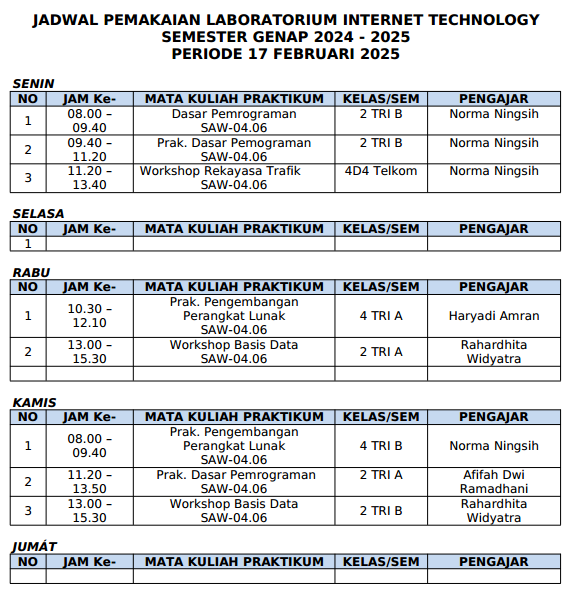 JADWAL PEMAKAIAN LABORATORIUM INTERNET TECHNOLOGY
SEMESTER GENAP 2024 - 2025
PERIODE 17 FEBRUARI 2025
SENIN
NO JAM Ke- MATA KULIAH PRAKTIKUM KELAS/SEM PENGAJAR
1 08.00 – 09.40 Dasar Pemrograman SAW-04.06 2 TRI B Norma Ningsih
2 09.40 – 11.20 Prak. Dasar Pemograman SAW-04.06 2 TRI B Norma Ningsih
3 11.20 – 13.40 Workshop Rekayasa Trafik SAW-04.06 4D4 Telkom Norma Ningsih
SELASA
NO JAM Ke- MATA KULIAH PRAKTIKUM KELAS/SEM PENGAJAR
1
RABU
NO JAM Ke- MATA KULIAH PRAKTIKUM KELAS/SEM PENGAJAR
1 10.30 – 12.10 Prak. Pengembangan Perangkat Lunak SAW-04.06 4 TRI A Haryadi Amran
2 13.00 – 15.30 Workshop Basis Data SAW-04.06 2 TRI A Rahardhita Widyatra
KAMIS
NO JAM Ke- MATA KULIAH PRAKTIKUM KELAS/SEM PENGAJAR
1 08.00 – 09.40 Prak. Pengembangan Perangkat Lunak SAW-04.06 4 TRI B Norma Ningsih
2 11.20 – 13.50 Prak. Dasar Pemrograman SAW-04.06 2 TRI A Afifah Dwi Ramadhani
3 13.00 – 15.30 Workshop Basis Data SAW-04.06 2 TRI B Rahardhita Widyatra
JUMÁT
NO JAM Ke- MATA KULIAH PRAKTIKUM KELAS/SEM PENGAJAR